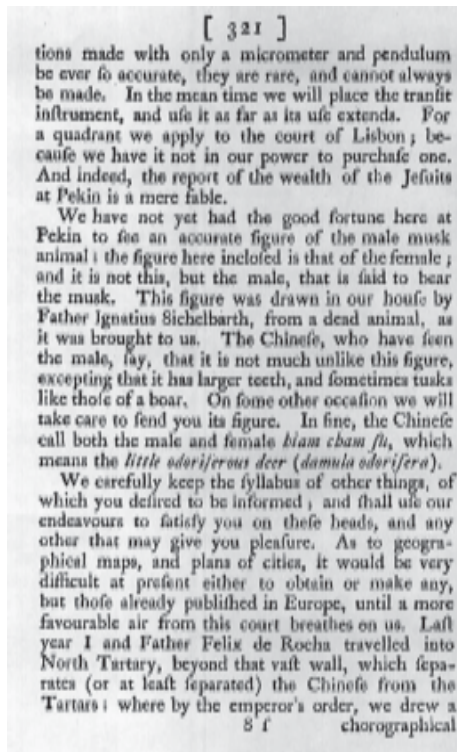 [ 321 ]
tions made with only a micrometer and pendulum
be ever ſo accurate, they are rare, and cannot always
be made. In the mean time we will place the tranſit
inſtrument, and uſe it as far as its uſe extends. For
a quadrant we apply to the court of Lisbon; be-
cauſe we have it not in our power to purchaſe one.
And indeed, the report of the wealth of the Jeſuits
at Pekin is a mere fable.
We have not yet had the good fortune here at
Pekin to ſee an accurate figure of the male musk
animal: the figure here incloſed is that of the female;
and it is not this, but the male, that is ſaid to bear
the musk. This figure was drawn in our houſe by
Father Ignatius Sichelbarth, from a dead animal, as
it was brought to us. The Chineſe, who have ſeen
the male, ſay, that it is not much unlike this figure,
excepting that it has larger teeth, and ſometimes tusks
like thoſe of a boar. On ſome other occaſion we will
take care to ſend you its figure. In fine, the Chineſe
call both the male and female hiam cham ſu, which
means the little odoriferous deer (damula odorifera).
We carefully keep the ſyllabus of other things, of
which you deſired to be informed; and ſhall uſe our
endeavours to ſatiſfy you on theſe heads, and any
other that may give you pleaſure. As to geogra-
phical maps, and plans of cities, it would be very
difficult at preſent either to obtain or make any,
but thoſe already publiſhed in Europe, until a more
favourable air from this court breathes on us. Laſt
year I and Father Felix de Rocha travelled into
North Tartary, beyond that vaſt wall, which ſepa-
rates (or at leaſt ſeparated) the Chineſe from the
Tartars: where by the emperor's order, we drew a
S ſ chorographical